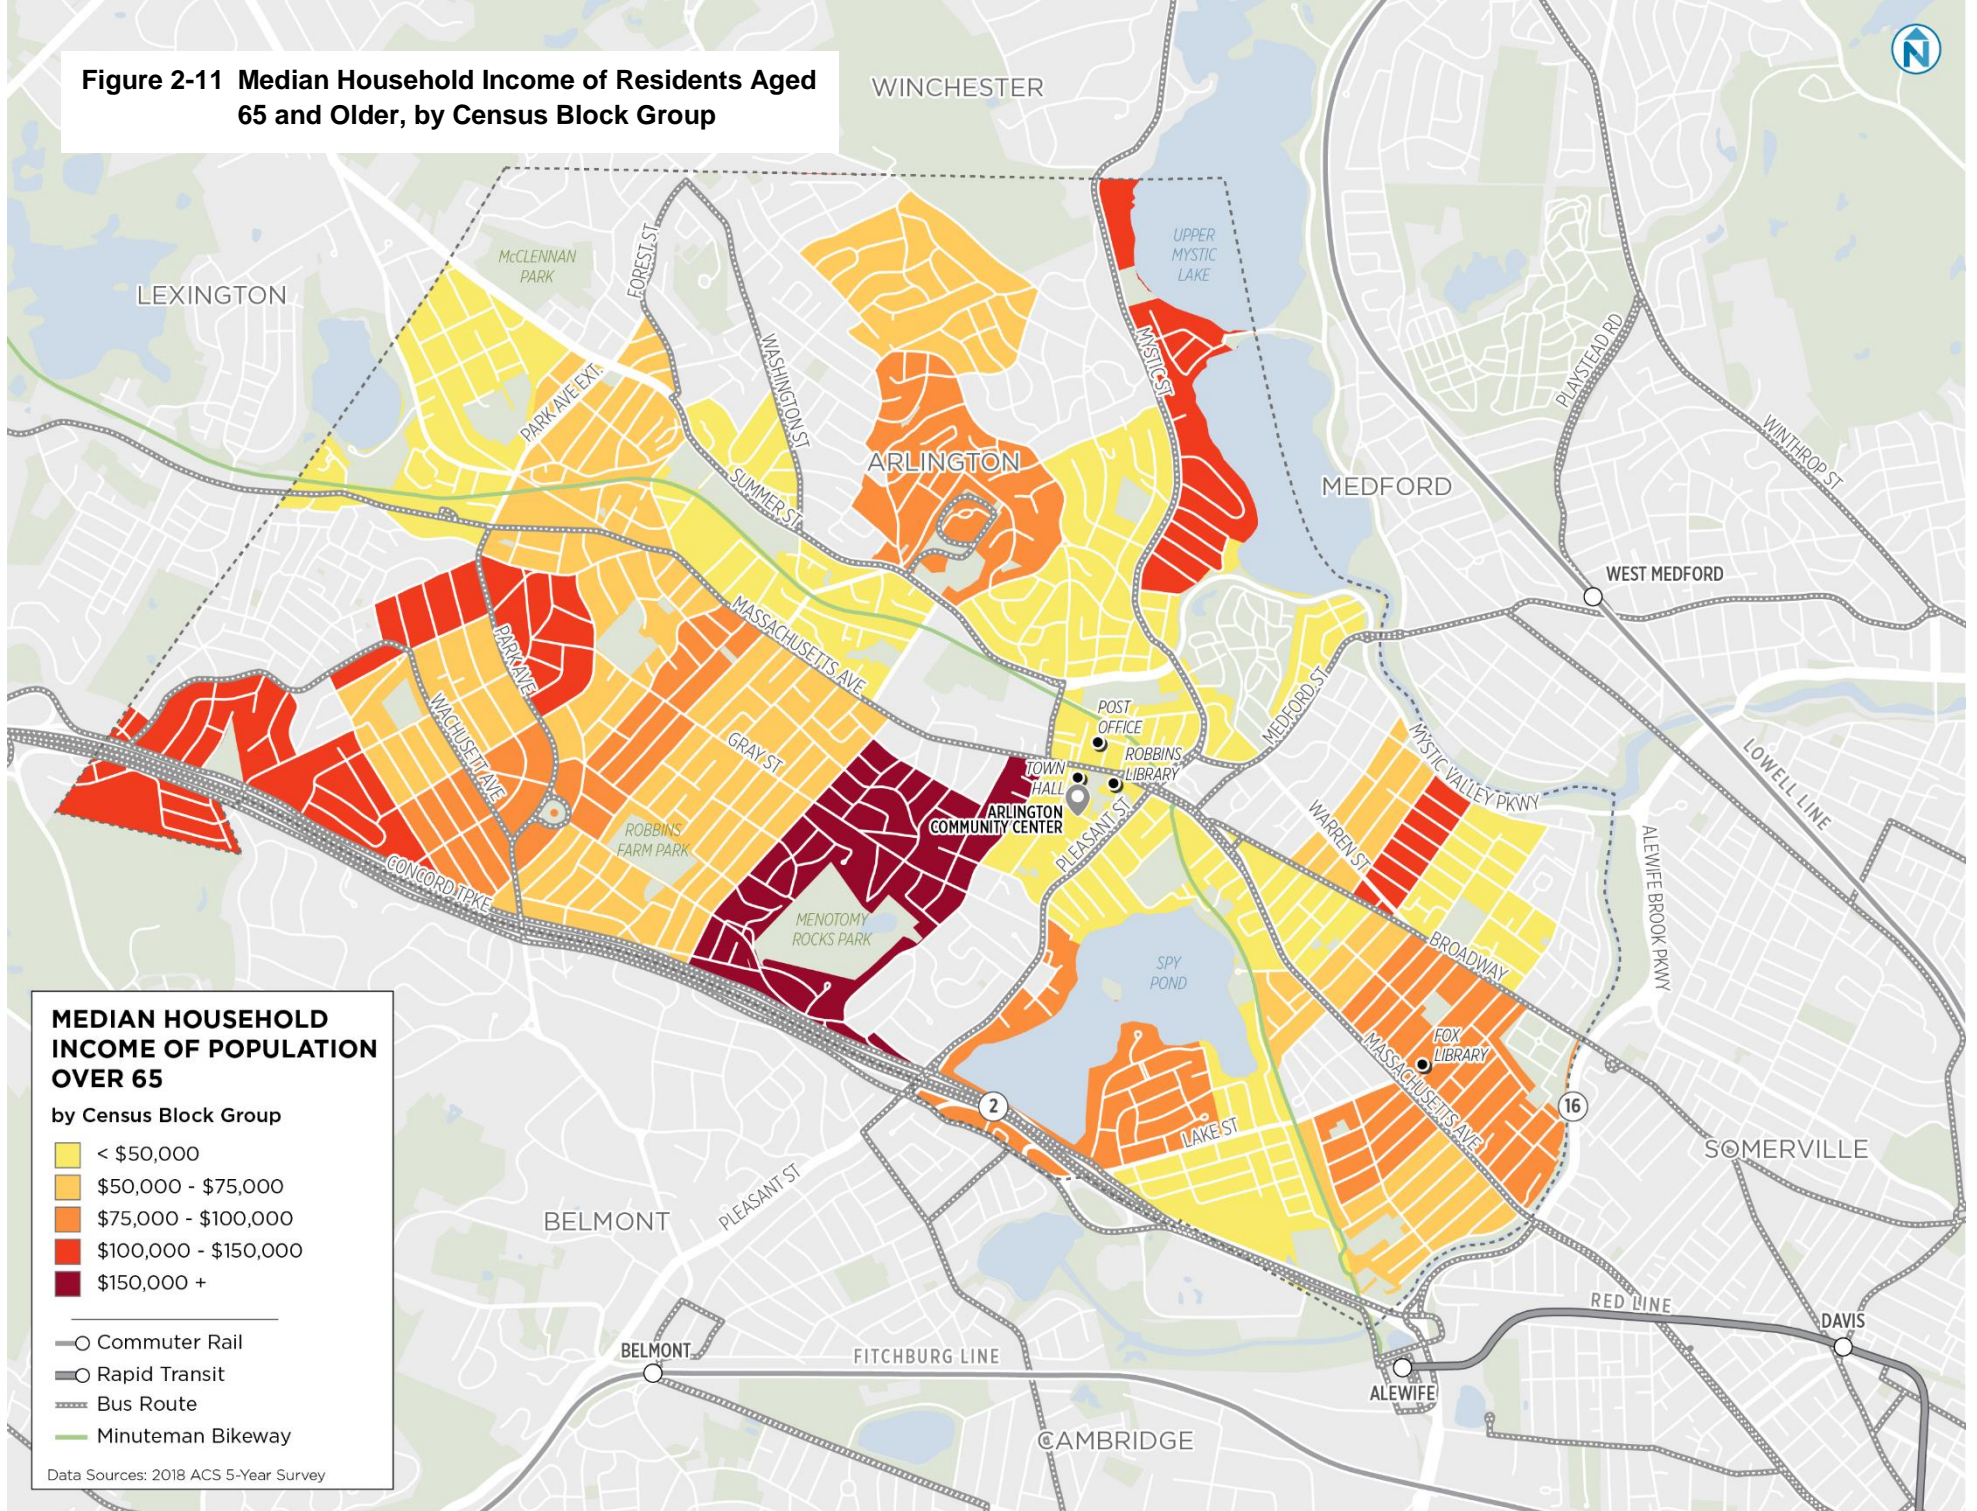 Figure 2-11 Median Household Income of Residents Aged
65 and Older, by Census Block Group
N
WINCHESTER
McCLENNAN
PARK
FOREST ST
UPPER
MYSTIC
LAKE
LEXINGTON
WASHINGTON ST
MYSTIC ST
PLAYSTEAD RD
PARK AVE EXT.
WINTHROP ST
ARLINGTON
MEDFORD
SUMMER ST
WEST MEDFORD
MASSACHUSETTS AVE
PARK AVE
MEDFORD ST
WACHUSETT AVE
POST
OFFICE
GRAY ST
ROBBINS
LIBRARY
TOWN
HALL
ARLINGTON
COMMUNITY CENTER
PLEASANT ST
MYSTIC VALLEY PKWY
LOWELL LINE
WARREN ST
ALEWIFE BROOK PKWY
ROBBINS
FARM PARK
CONCORD TPKE
MENOTOMY
ROCKS PARK
BROADWAY
SPY
POND
FOX
LIBRARY
MASSACHUSETTS AVE
2
16
LAKE ST
SOMERVILLE
BELMONT
PLEASANT ST
RED LINE
DAVIS
BELMONT
FITCHBURG LINE
ALEWIFE
CAMBRIDGE
MEDIAN HOUSEHOLD
INCOME OF POPULATION
OVER 65
by Census Block Group
< $50,000
$50,000 - $75,000
$75,000 - $100,000
$100,000 - $150,000
$150,000 +
Commuter Rail
Rapid Transit
Bus Route
Minuteman Bikeway
Data Sources: 2018 ACS 5-Year Survey